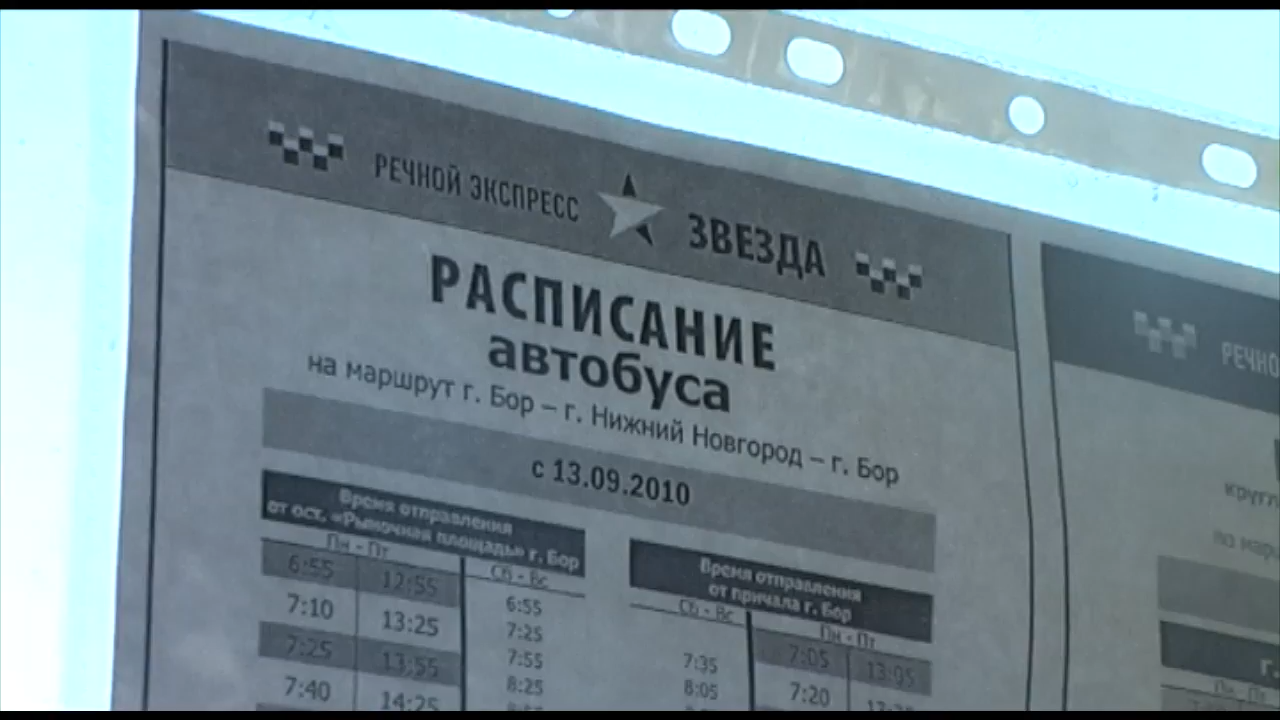 РЕЧНОЙ ЭКСПРЕСС ЗВЕЗДА
РАСПИСАНИЕ
автобуса
на маршрут г. Бор – г. Нижний Новгород – г. Бор
с 13.09.2010
Время отправления
от ост. «Рыночная площадь» г. Бор
Пн - Пт Сб - Вс
6:55 12:55 6:55
7:10 13:25 7:25
7:25 13:55 7:55
7:40 14:25 8:25
Время отправления
от причала г. Бор
Сб - Вс Пн - Пт
7:35 7:05 13:05
8:05 7:20
РЕЧНО